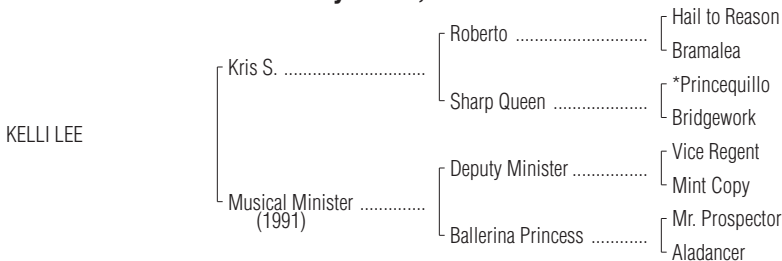 Hail to Reason
Roberto ............................
Bramalea
Kris S. ..............................
*Princequillo
Sharp Queen ....................
Bridgework
KELLI LEE
Vice Regent
Deputy Minister ................
Mint Copy
Musical Minister ..............
(1991)
Mr. Prospector
Ballerina Princess ............
Aladancer